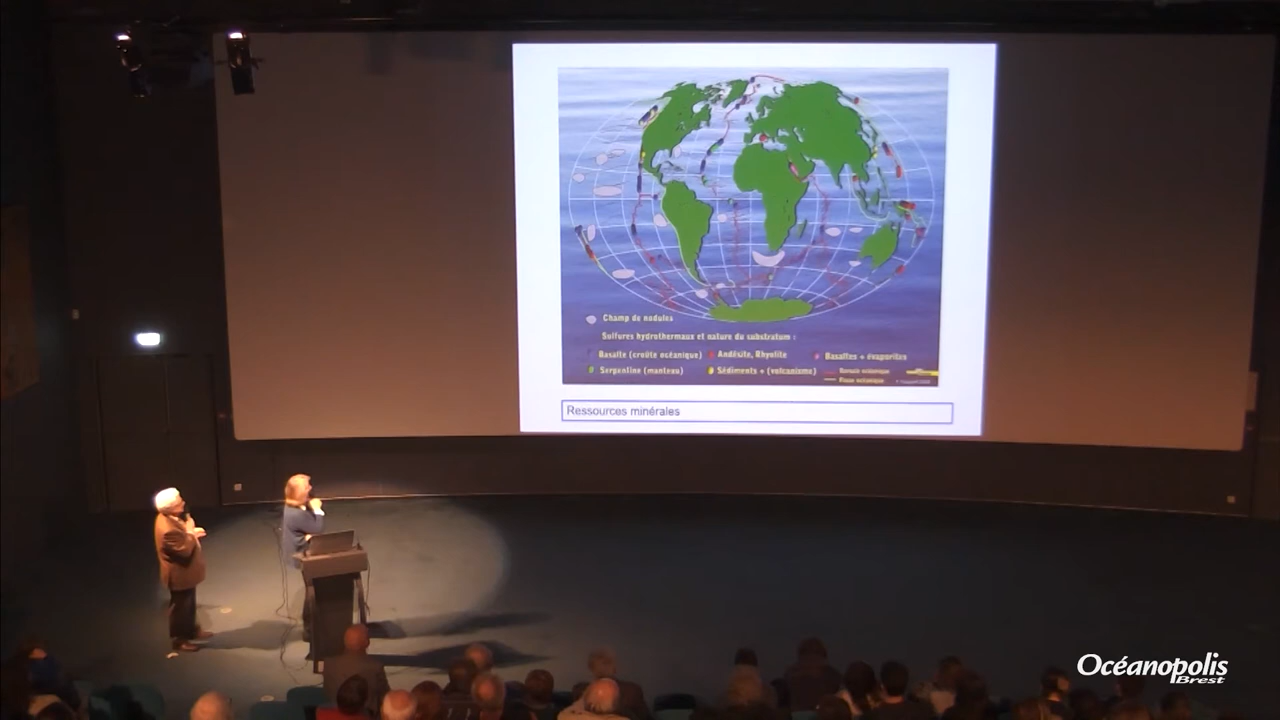 Champ de nodules
Sulfures hydrothermaux et nature du substratum :
Basalte (croûte océanique)
Andésite, Rhyolite
Basaltes + évaporites
Serpentine (manteau)
Sédiments + (volcanisme)
Ressources minérales
Océanopolis
Brest